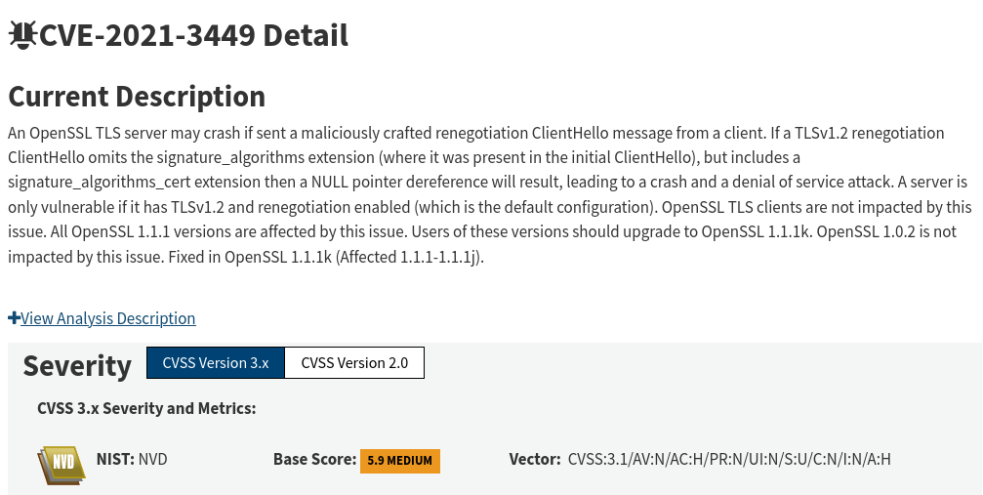 CVE-2021-3449 Detail
Current Description
An OpenSSL TLS server may crash if sent a maliciously crafted renegotiation ClientHello message from a client. If a TLSv1.2 renegotiation
ClientHello omits the signature_algorithms extension (where it was present in the initial ClientHello), but includes a
signature_algorithms_cert extension then a NULL pointer dereference will result, leading to a crash and a denial of service attack. A server is
only vulnerable if it has TLSv1.2 and renegotiation enabled (which is the default configuration). OpenSSL TLS clients are not impacted by this
issue. All OpenSSL 1.1.1 versions are affected by this issue. Users of these versions should upgrade to OpenSSL 1.1.1k. OpenSSL 1.0.2 is not
impacted by this issue. Fixed in OpenSSL 1.1.1k (Affected 1.1.1-1.1.1j).
+View Analysis Description
Severity CVSS Version 3.x CVSS Version 2.0
CVSS 3.x Severity and Metrics:
NVD NIST: NVD Base Score: 5.9 MEDIUM Vector: CVSS:3.1/AV:N/AC:H/PR:N/UI:N/S:U/C:N/I:N/A:H